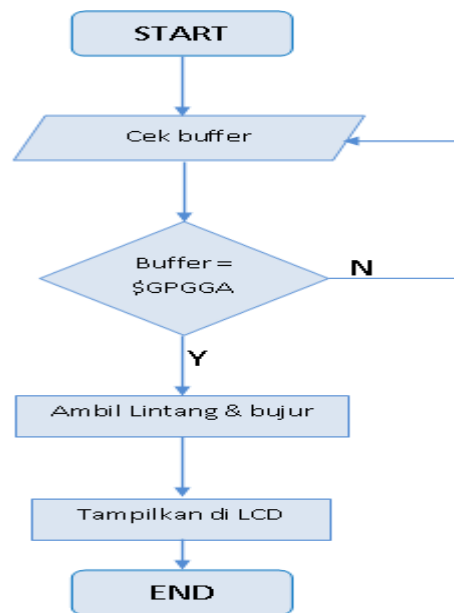 START
Cek buffer
Buffer =
$GPGGA
N
Y
Ambil Lintang & bujur
Tampilkan di LCD
END